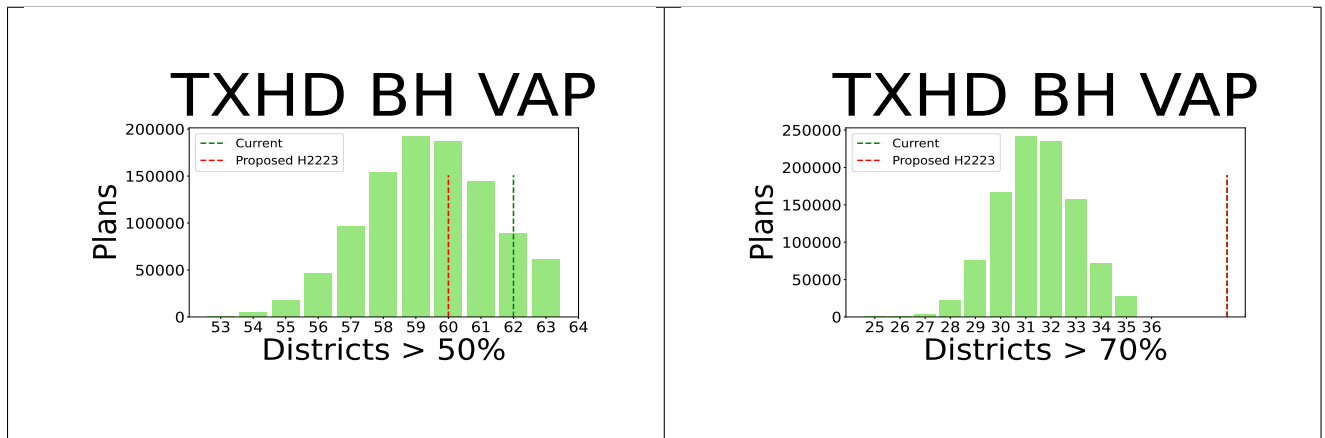 TXHD BH VAP
200000
150000
100000
50000
0
Plans
Current
Proposed H2223
53 54 55 56 57 58 59 60 61 62 63 64
Districts > 50%
TXHD BH VAP
250000
200000
150000
100000
50000
0
Plans
Current
Proposed H2223
25 26 27 28 29 30 31 32 33 34 35 36
Districts > 70%